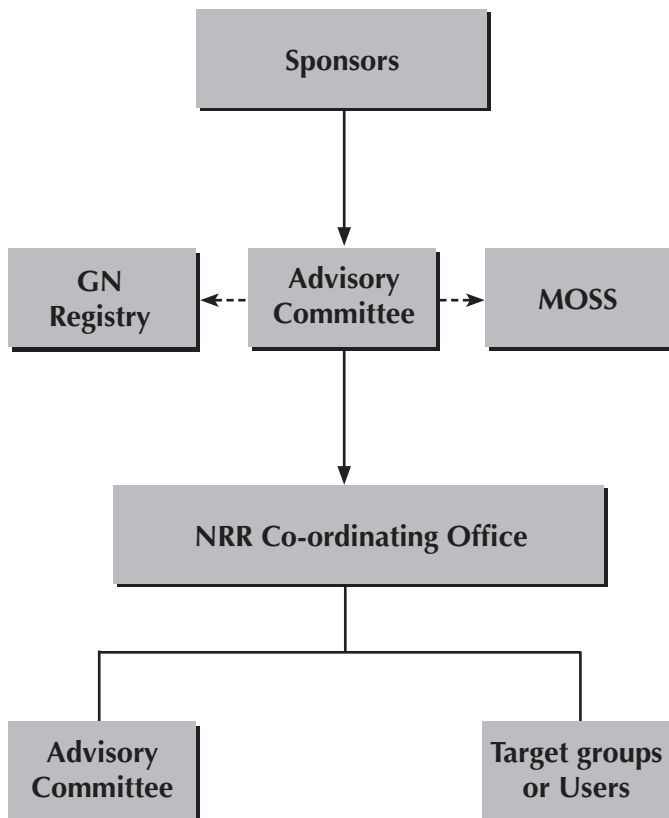 Sponsors
GN
Registry
Advisory
Committee
MOSS
NRR Co-ordinating Office
Advisory
Committee
Target groups
or Users